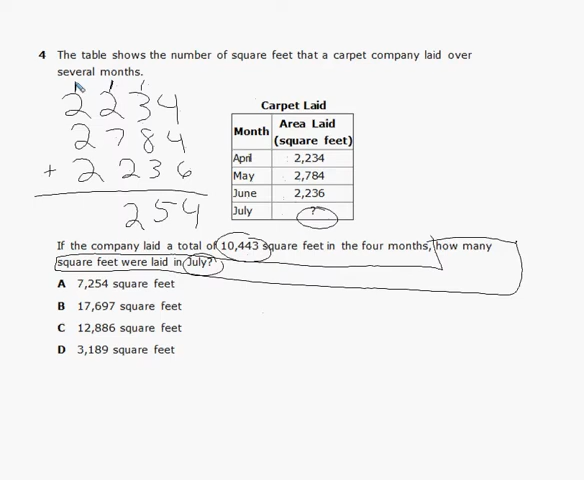 4 The table shows the number of square feet that a carpet company laid over
several months.
1 1 1
2234
2784
+ 2236
254
Carpet Laid
Month Area Laid (square feet)
April 2,234
May 2,784
June 2,236
July ?
If the company laid a total of 10,443 square feet in the four months, how many
square feet were laid in July?
A 7,254 square feet
B 17,697 square feet
C 12,886 square feet
D 3,189 square feet